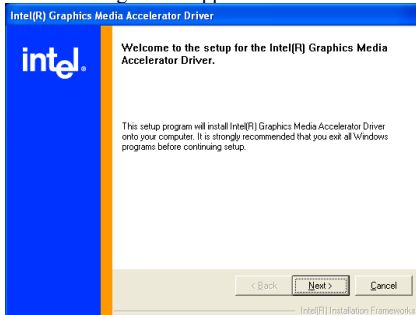 Intel(R) Graphics Media Accelerator Driver
intel.
Welcome to the setup for the Intel(R) Graphics Media
Accelerator Driver.
This setup program will install Intel(R) Graphics Media Accelerator Driver
onto your computer. It is strongly recommended that you exit all Windows
programs before continuing setup.
< Back
Next >
Cancel
Intel(R) Installation Frameworks